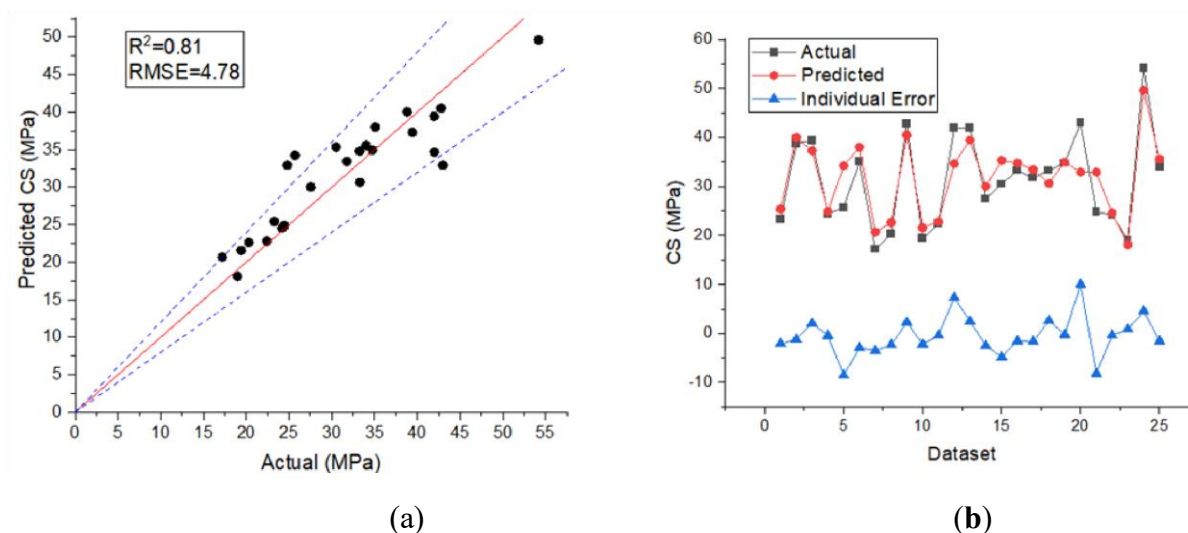 R²=0.81
RMSE=4.78
Predicted CS (MPa)
50
45
40
35
30
25
20
15
10
5
0
0 5 10 15 20 25 30 35 40 45 50 55
Actual (MPa)
(a)
Actual
Predicted
Individual Error
CS (MPa)
60
50
40
30
20
10
0
-10
0 5 10 15 20 25
Dataset
(b)